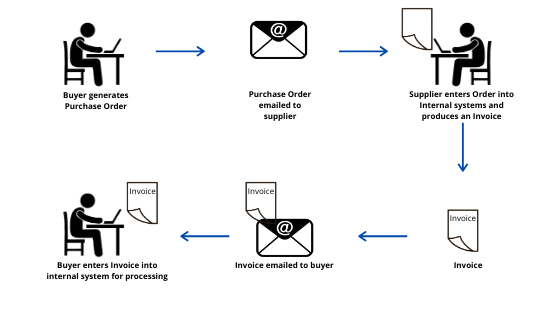 Buyer generates
Purchase Order
@
Purchase Order
emailed to
supplier
Supplier enters Order into
Internal systems and
produces an Invoice
Invoice
Buyer enters Invoice into
internal system for processing
Invoice
@
Invoice emailed to buyer
Invoice
Invoice